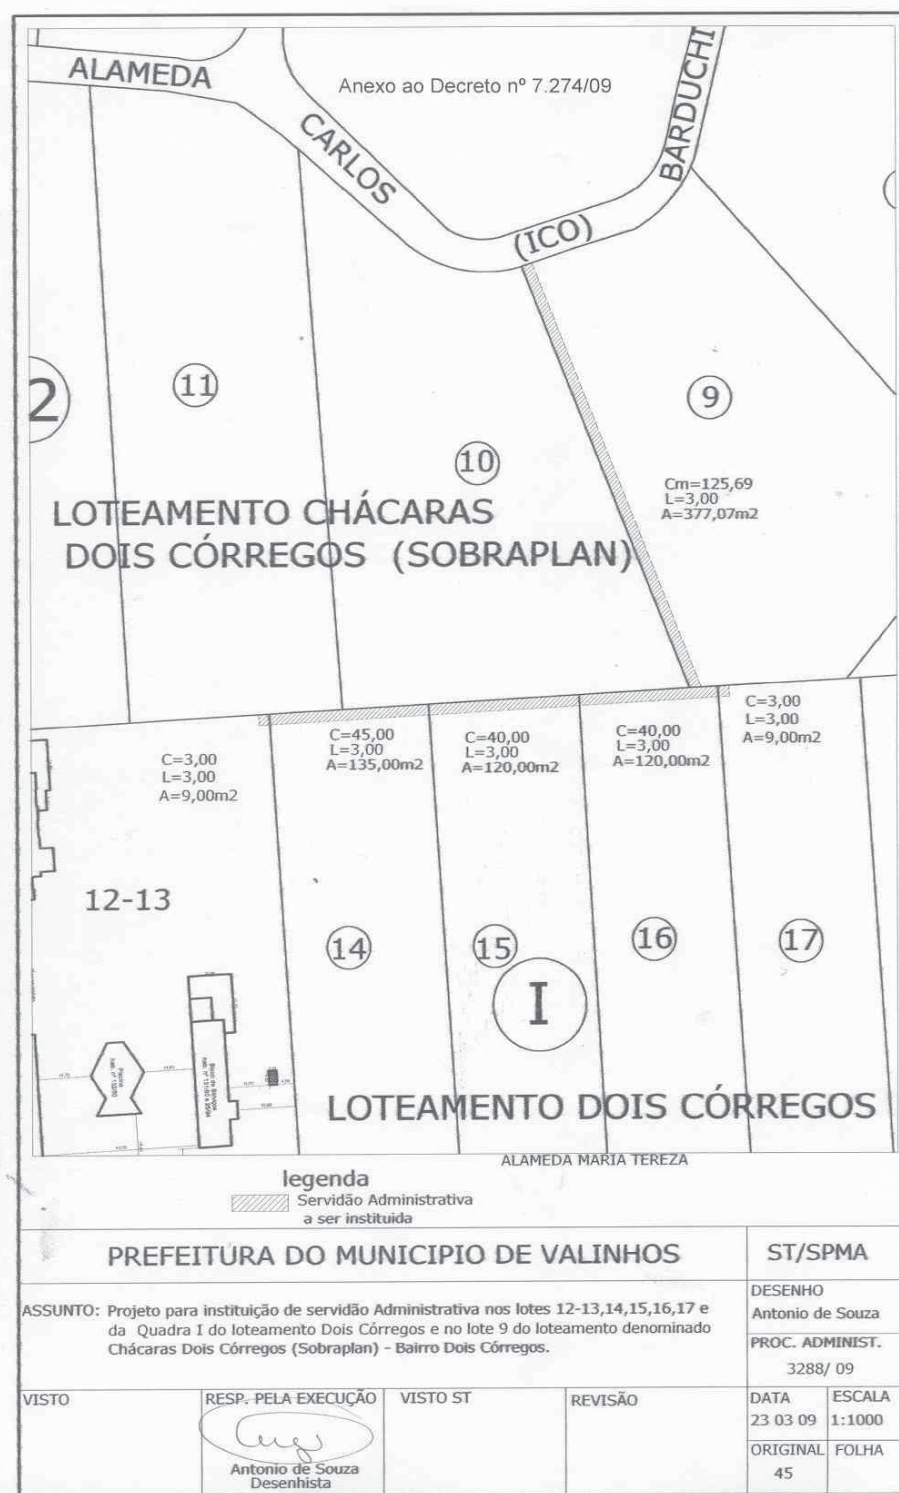 ALAMEDA
CARLOS
(ICO)
BARDUCHI
Anexo ao Decreto nº 7.274/09
2
11
10
9
Cm=125,69
L=3,00
A=377,07m2
LOTEAMENTO CHÁCARAS
DOIS CÓRREGOS (SOBRAPLAN)
C=3,00
L=3,00
A=9,00m2
C=45,00
L=3,00
A=135,00m2
C=40,00
L=3,00
A=120,00m2
C=40,00
L=3,00
A=120,00m2
C=3,00
L=3,00
A=9,00m2
12-13
14
15
16
17
I
LOTEAMENTO DOIS CÓRREGOS
ALAMEDA MARIA TEREZA
legenda
Servidão Administrativa
a ser instituida
PREFEITURA DO MUNICIPIO DE VALINHOS
ST/SPMA
ASSUNTO: Projeto para instituição de servidão Administrativa nos lotes 12-13,14,15,16,17 e
da Quadra I do loteamento Dois Córregos e no lote 9 do loteamento denominado
Chácaras Dois Córregos (Sobraplan) - Bairro Dois Córregos.
DESENHO
Antonio de Souza
PROC. ADMINIST.
3288/ 09
VISTO
RESP. PELA EXECUÇÃO
Antonio de Souza
Desenhista
VISTO ST
REVISÃO
DATA
23 03 09
ESCALA
1:1000
ORIGINAL
45
FOLHA